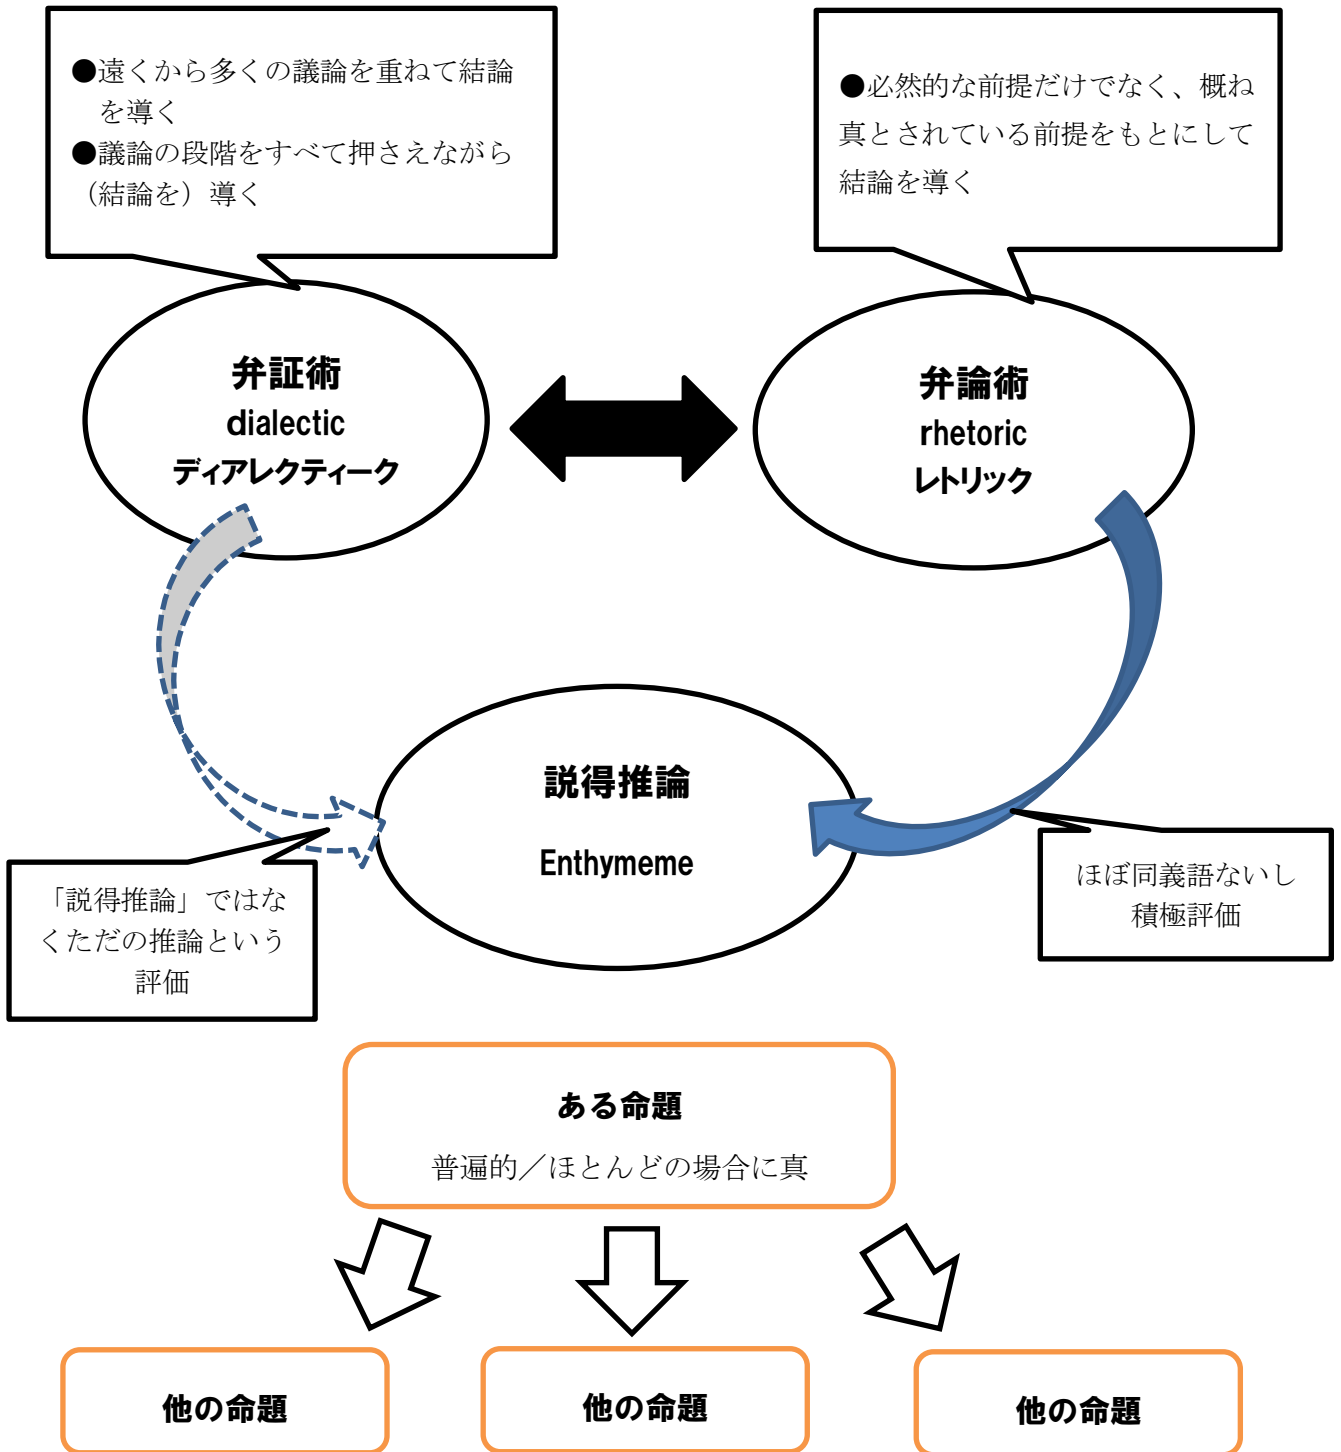 ●遠くから多くの議論を重ねて結論
を導く
●議論の段階をすべて押さえながら
（結論を）導く
●必然的な前提だけでなく、概ね
真とされている前提をもとにして
結論を導く
弁証術
dialectic
ディアレクティーク
弁論術
rhetoric
レトリック
説得推論
Enthymeme
「説得推論」ではな
くただの推論という
評価
ほぼ同義語ないし
積極評価
ある命題
普遍的／ほとんどの場合に真
他の命題
他の命題
他の命題